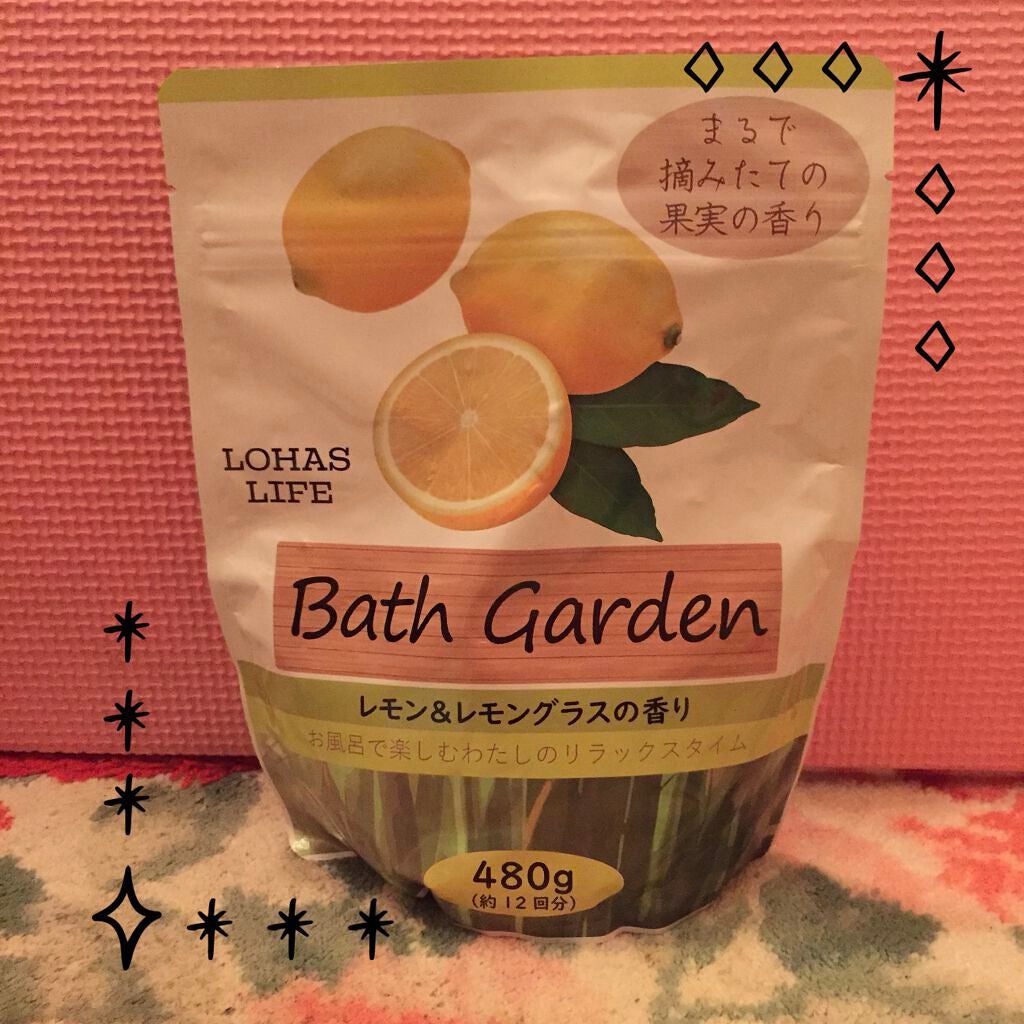 まるで
摘みたての
果実の香り
LOHAS
LIFE
Bath Garden
レモン&レモングラスの香り
お風呂で楽しむわたしのリラックスタイム
480g
(約12回分)